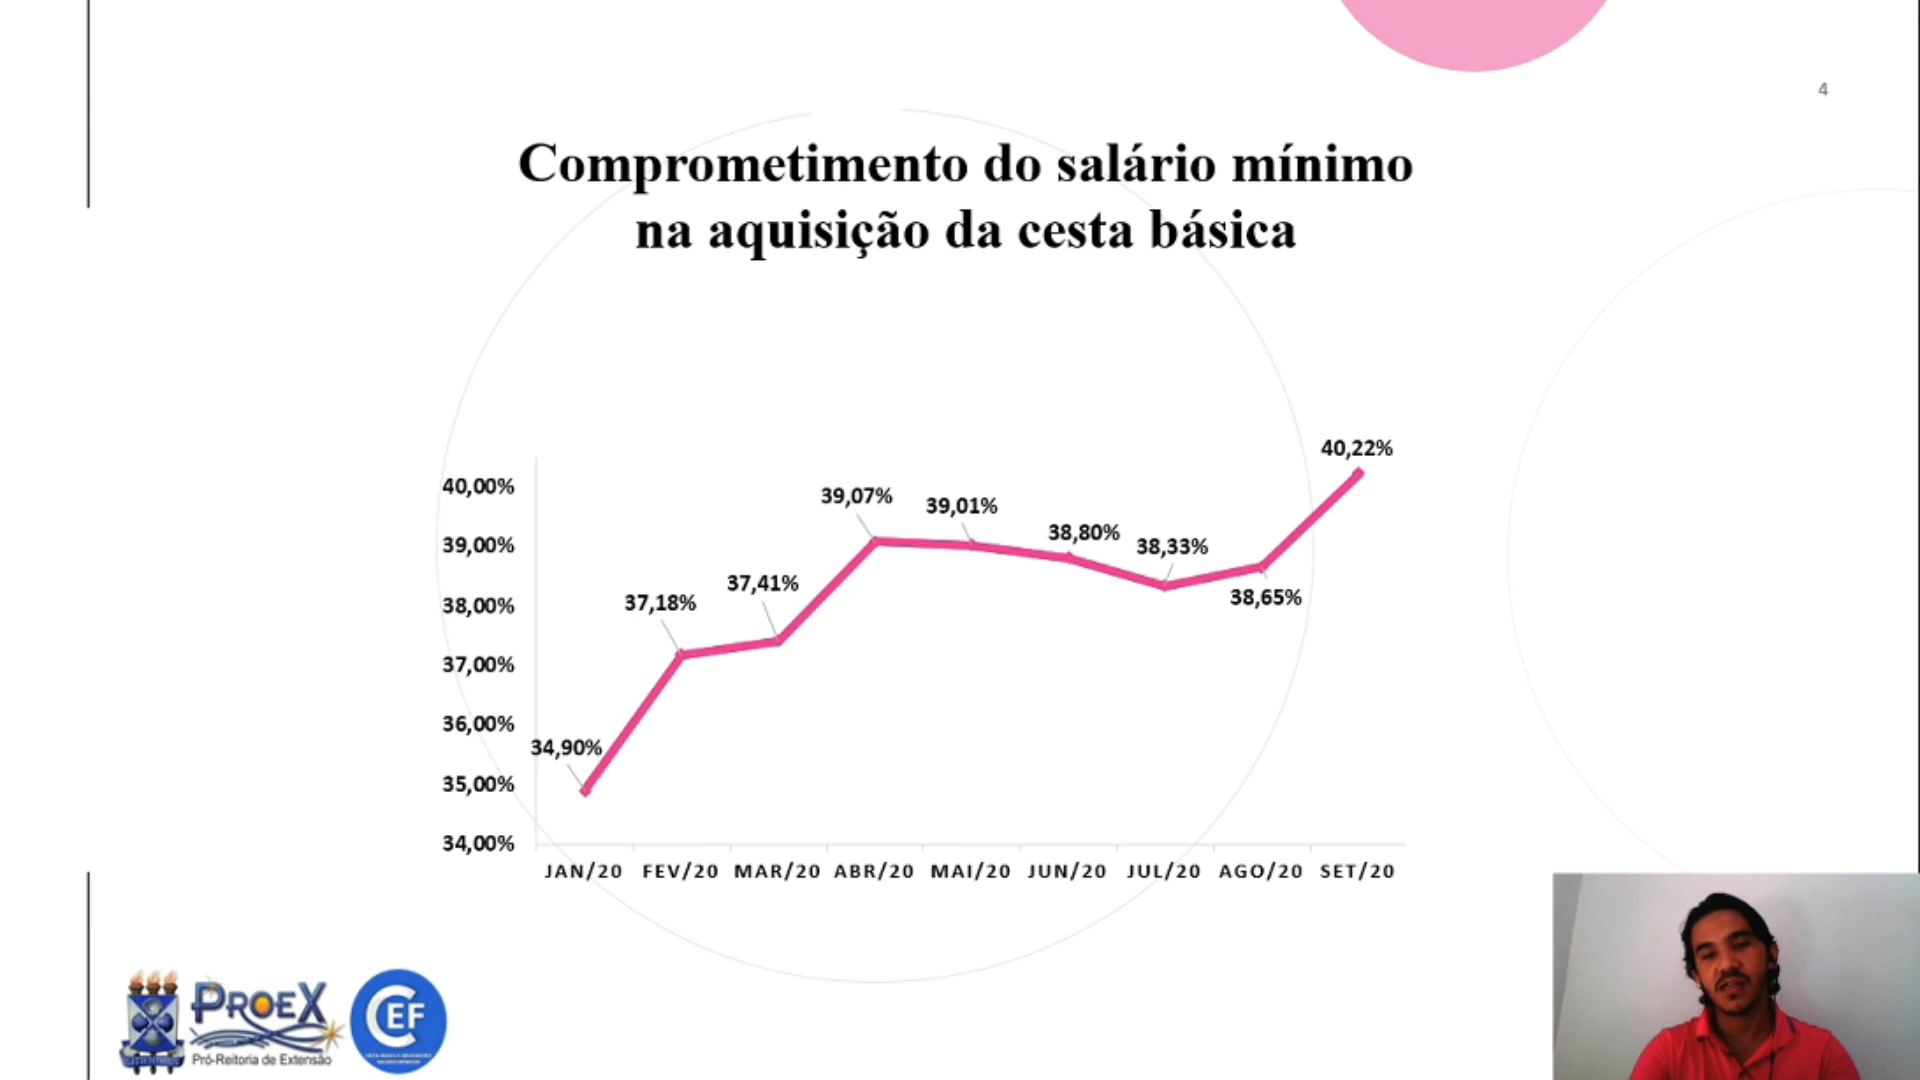 4
Comprometimento do salário mínimo
na aquisição da cesta básica
40,00%
39,00%
38,00%
37,00%
36,00%
35,00%
34,00%
34,90%
37,18%
37,41%
39,07%
39,01%
38,80%
38,33%
38,65%
40,22%
JAN/20 FEV/20 MAR/20 ABR/20 MAI/20 JUN/20 JUL/20 AGO/20 SET/20
PROEX
Pró-Reitoria de Extensão
CEF